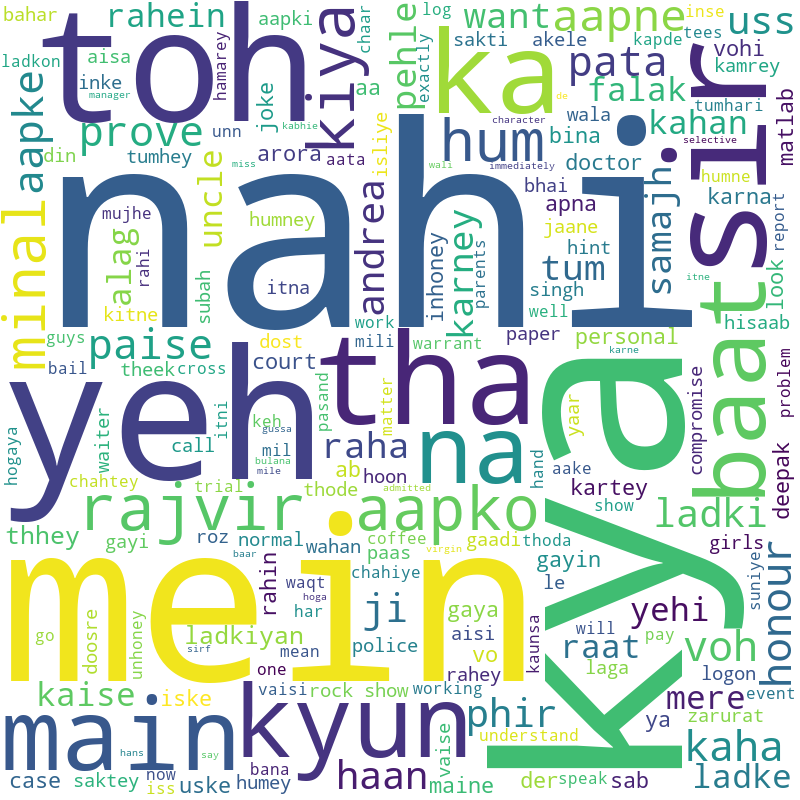 bahar
rahein
aapki
log
want
aapne
inse
uss
ladkon
aisa
toh
hamarey
kiya
chaar
aa
pehle
exactly
sakti
akele
kapde
tees
vohi
inke
manager
joke
ka
pata
kamrey
sir
aapke
prove
unn
kabhie
falak
wala
tumhari
matlab
din
tumhey
arora
aata
paas
isliye
hum
character
de
bina
kahan
selective
uncle
miss
wali
immediately
doctor
humne
minal
mujhe
nahi
bhai
samajh
karna
report
alag
rahi
humney
andrea
inhoney
karney
parents
apna
jaane
hint
look
subah
itna
tum
singh
itne
kitne
dost
work
mili
well
paper
personal
hisaab
guys
paise
court
warrant
karne
problem
bail
theek
cross
yeh
pasand
matter
tha
kya
yaar
compromise
baat
waiter
itni
keh
gussa
hogaya
call
mil
raha
na
hand
aake
deepak
chahtey
bulana
mile
ab
hoon
kartey
trial
thode
admitted
show
rajvir
aapko
ladki
thhey
gayi
roz
normal
wahan
coffee
gaadi
thoda
girls
baar
paas
virgin
gayin
suniye
honour
mein
rahin
waqt
hoga
chahiye
le
yehi
har
ji
gaya
kaunsa
will
logon
go
doosre
unhoney
ladkiyan
aisi
raat
pay
voh
sirf
mean
police
vo
rahey
laga
event
kaise
iske
one
vaisi
rock show
working
mere
main
kyun
phir
ya
zarurat
understand
kaha
hans
say
haan
vaise
case
saktey
now
iss
uske
humey
bana
maine
der
speak
sab
ladke